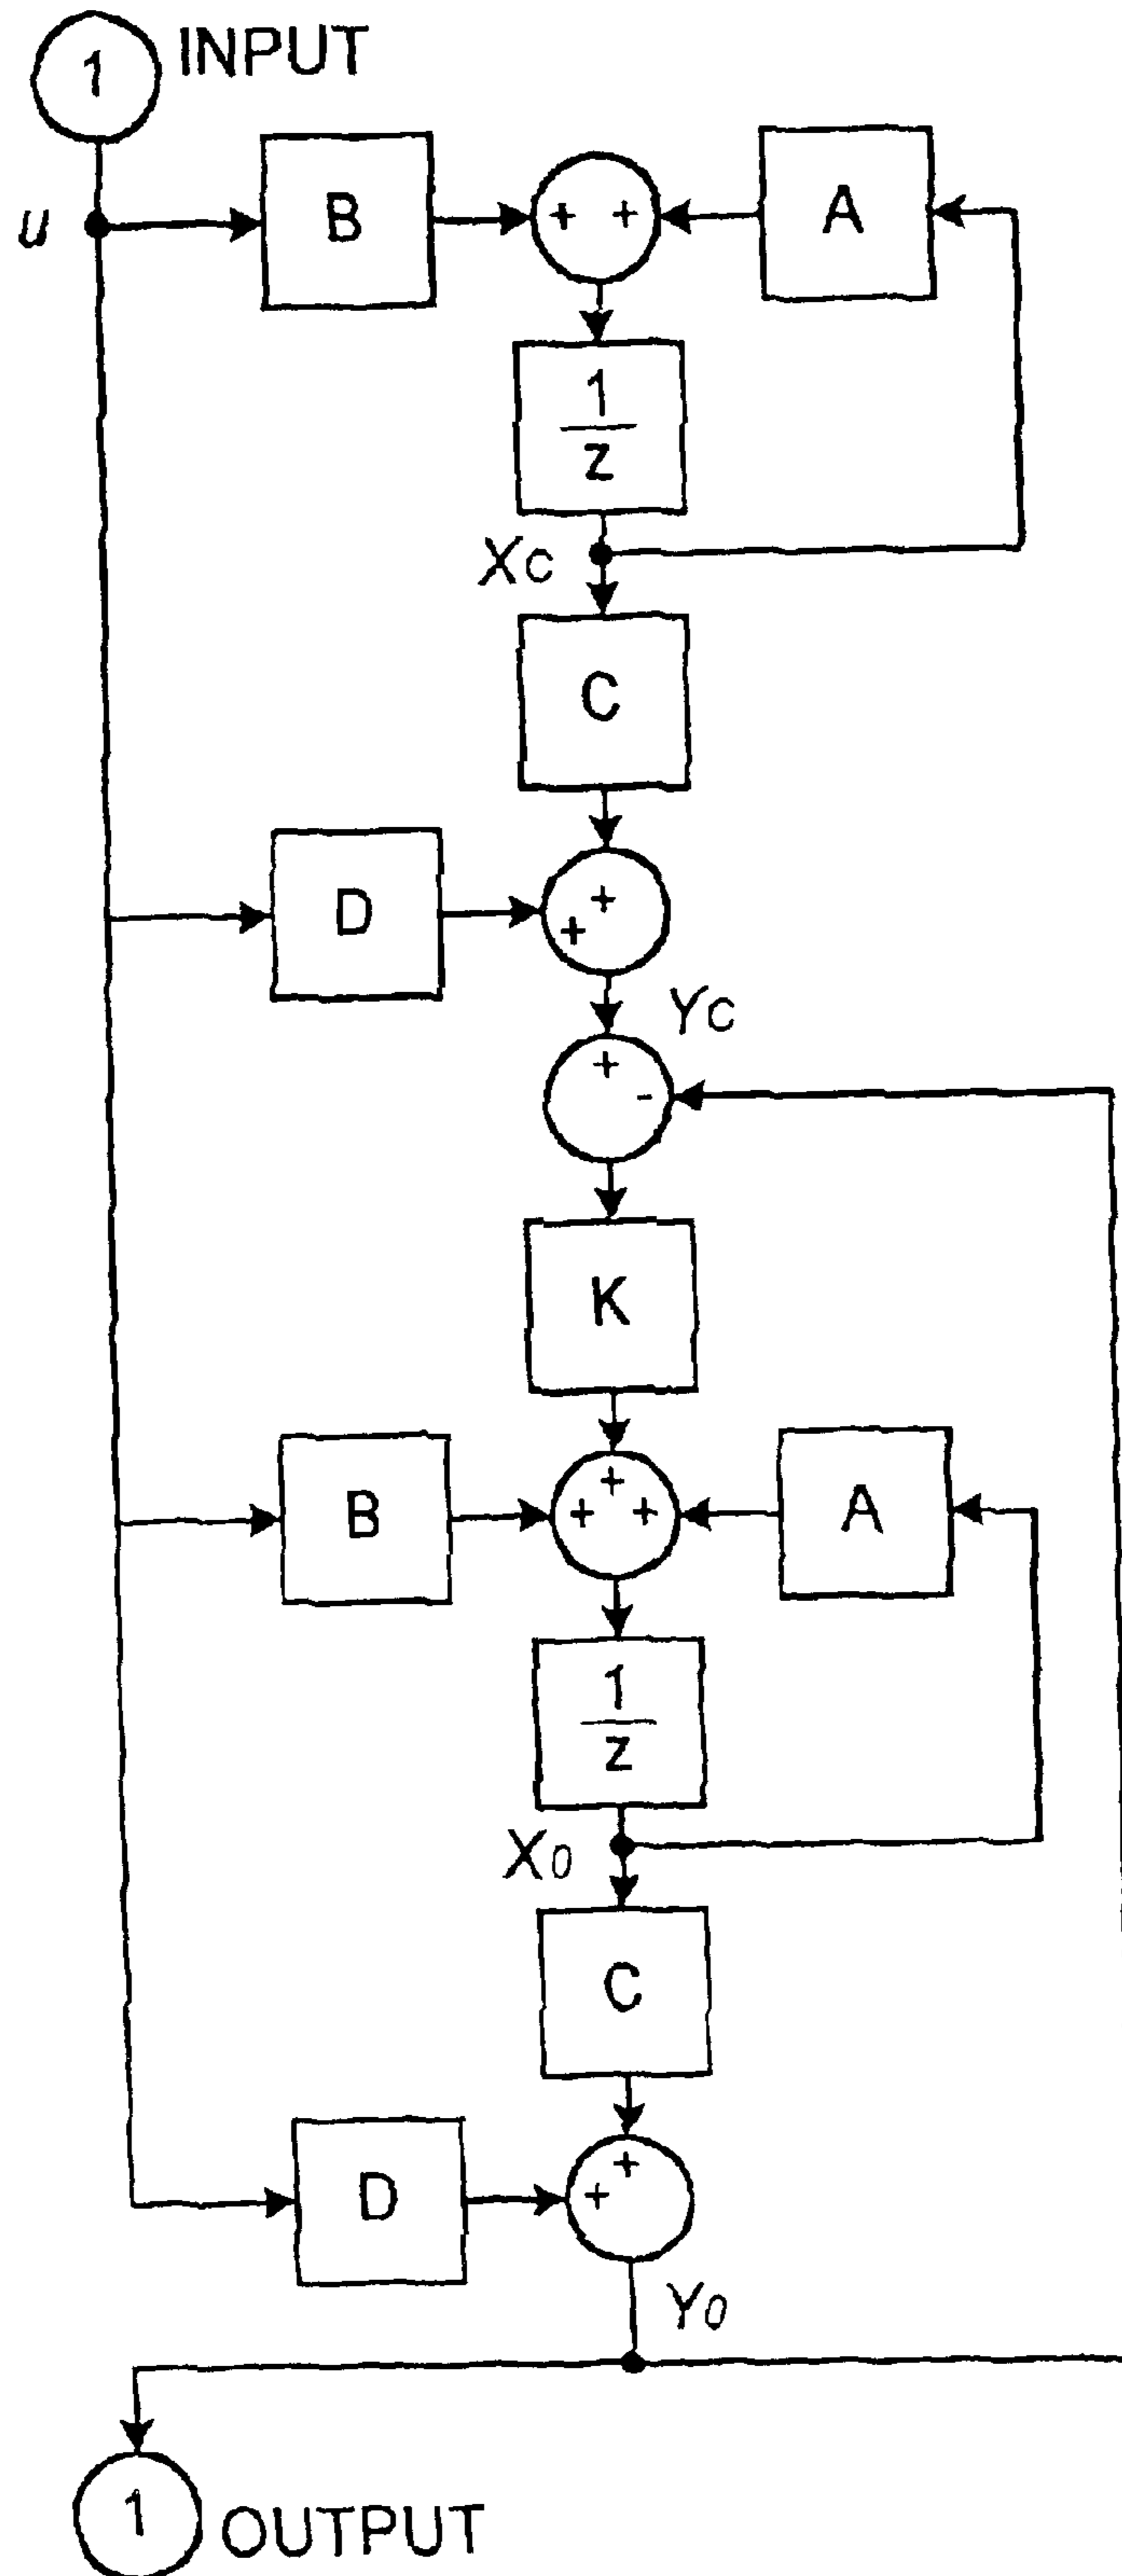 1 INPUT
u
B
+ +
A
1
z
XC
C
D
+
+
YC
+
-
K
B
+
+ +
A
1
z
X0
C
D
+
+
Y0
1 OUTPUT